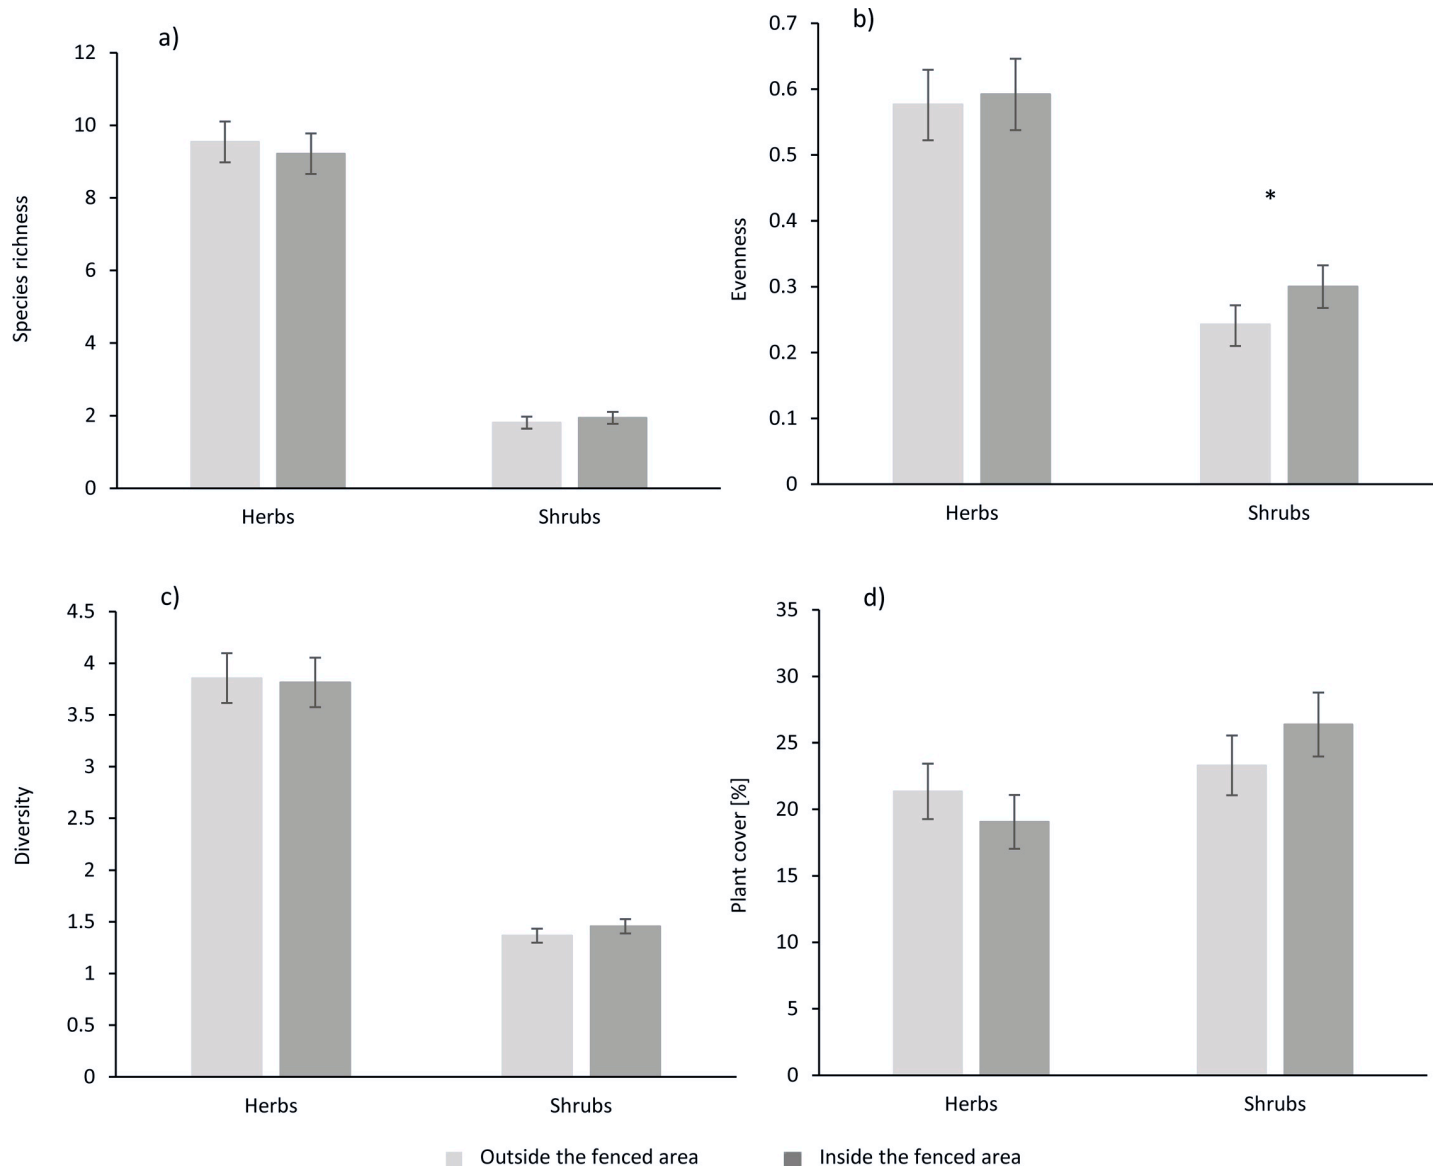 a)
12
10
8
6
4
2
0
Species richness
Herbs
Shrubs
b)
0.7
0.6
0.5
0.4
0.3
0.2
0.1
0
Evenness
*
Herbs
Shrubs
c)
4.5
4
3.5
3
2.5
2
1.5
1
0.5
0
Diversity
Herbs
Shrubs
d)
35
30
25
20
15
10
5
0
Plant cover [%]
Herbs
Shrubs
Outside the fenced area
Inside the fenced area